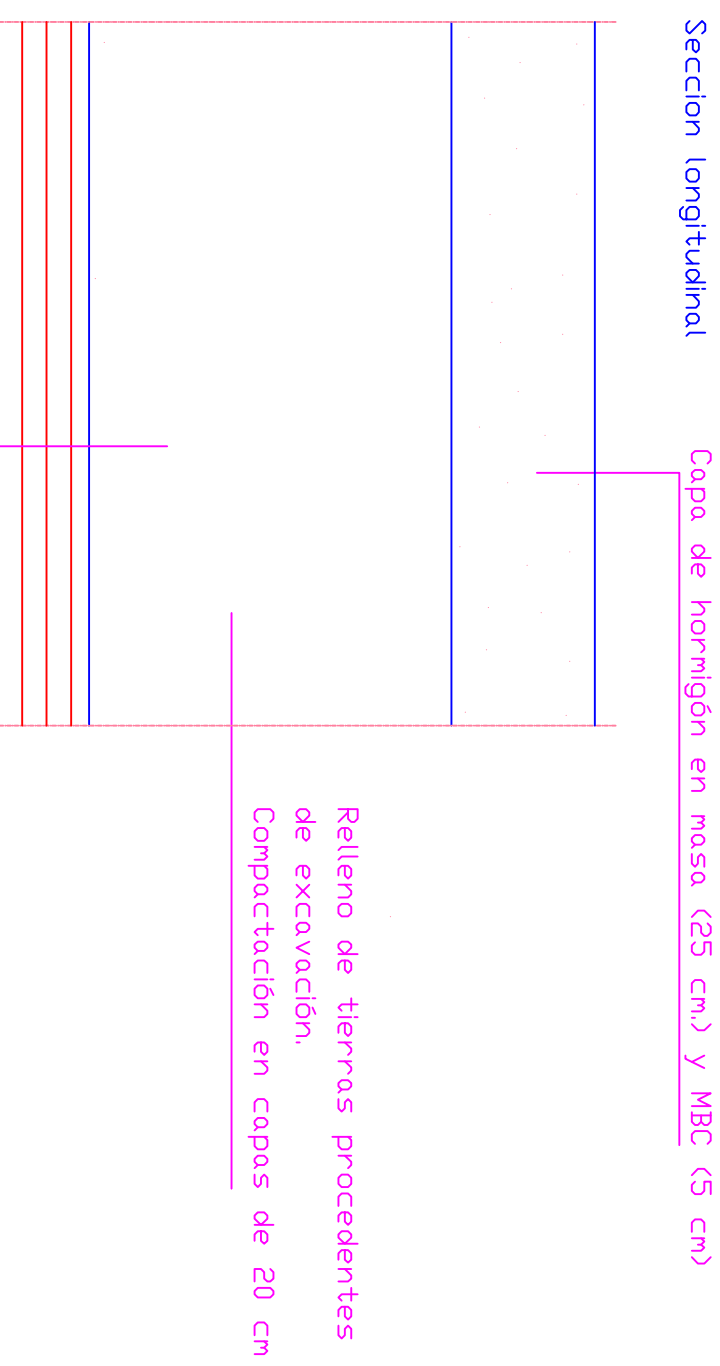 Seccion longitudinal
Capa de hormigón en masa (25 cm.) y MBC (5 cm)
Relleno de tierras procedentes
de excavación.
Compactación en capas de 20 cm